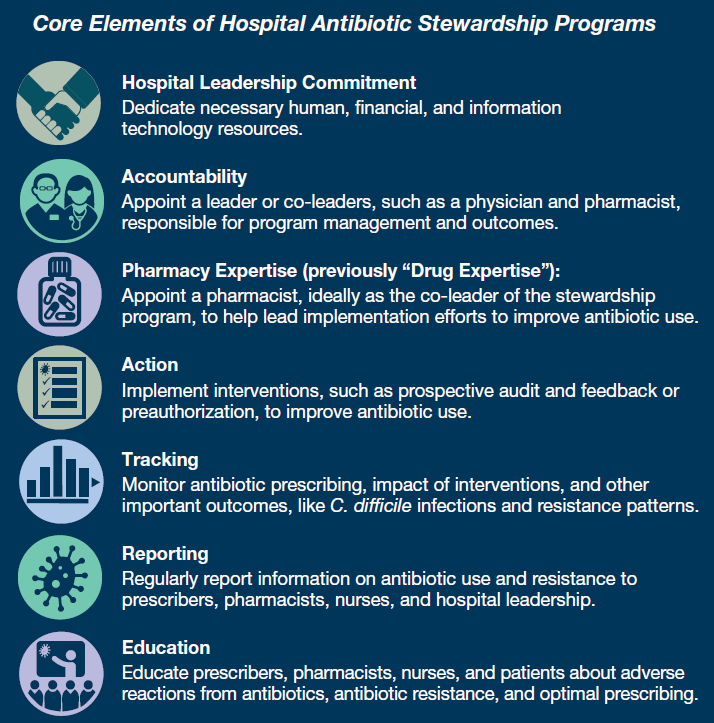 Core Elements of Hospital Antibiotic Stewardship Programs
Hospital Leadership Commitment
Dedicate necessary human, financial, and information
technology resources.
Accountability
Appoint a leader or co-leaders, such as a physician and pharmacist,
responsible for program management and outcomes.
Pharmacy Expertise (previously “Drug Expertise”):
Appoint a pharmacist, ideally as the co-leader of the stewardship
program, to help lead implementation efforts to improve antibiotic use.
Action
Implement interventions, such as prospective audit and feedback or
preauthorization, to improve antibiotic use.
Tracking
Monitor antibiotic prescribing, impact of interventions, and other
important outcomes, like C. difficile infections and resistance patterns.
Reporting
Regularly report information on antibiotic use and resistance to
prescribers, pharmacists, nurses, and hospital leadership.
Education
Educate prescribers, pharmacists, nurses, and patients about adverse
reactions from antibiotics, antibiotic resistance, and optimal prescribing.